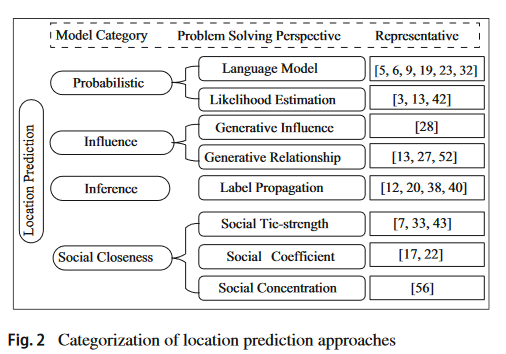 Model Category Problem Solving Perspective Representative
Location Prediction
Probabilistic
Language Model [5, 6, 9, 19, 23, 32]
Likelihood Estimation [3, 13, 42]
Influence
Generative Influence [28]
Generative Relationship [13, 27, 52]
Inference Label Propagation [12, 20, 38, 40]
Social Closeness
Social Tie-strength [7, 33, 43]
Social Coefficient [17, 22]
Social Concentration [56]
Fig. 2 Categorization of location prediction approaches